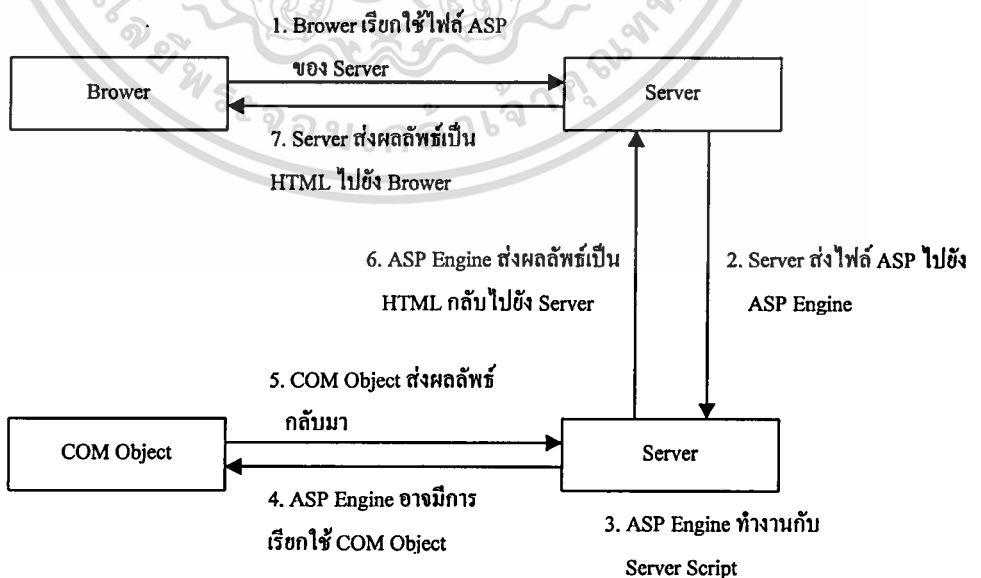 1. Brower เรียกใช้ไฟล์ ASP
ของ Server
Brower
Server
7. Server ส่งผลลัพธ์เป็น
HTML ไปยัง Brower
6. ASP Engine ส่งผลลัพธ์เป็น
HTML กลับไปยัง Server
2. Server ส่งไฟล์ ASP ไปยัง
ASP Engine
5. COM Object ส่งผลลัพธ์
กลับมา
COM Object
Server
4. ASP Engine อาจมีการ
เรียกใช้ COM Object
3. ASP Engine ทำงานกับ
Server Script